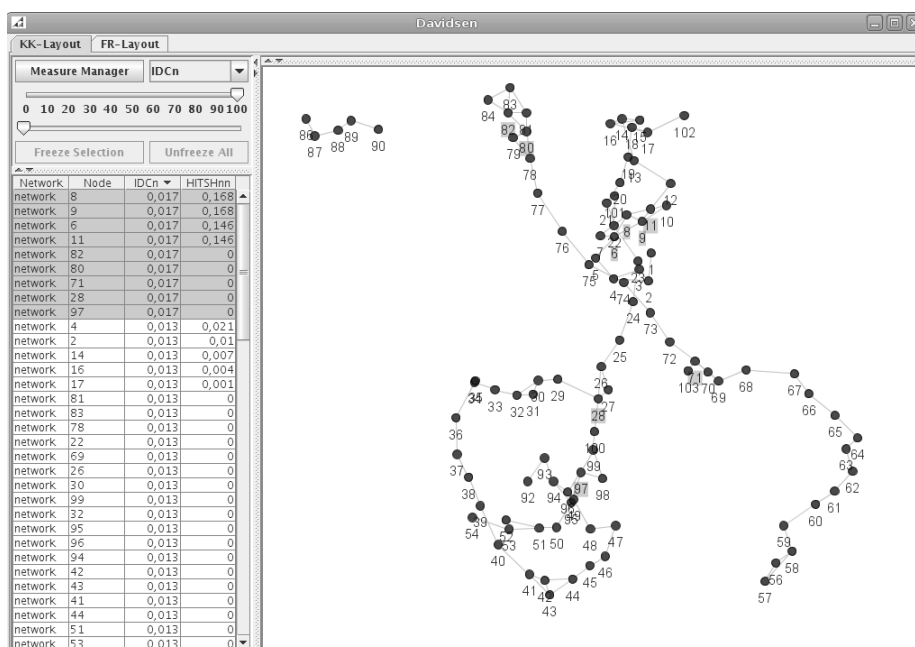 Davidsen
KK-Layout FR-Layout
Measure Manager IDCn
0 10 20 30 40 50 60 70 80 90 100
Freeze Selection Unfreeze All
Network Node IDCn HITSHnn
network 8 0,017 0,168
network 9 0,017 0,168
network 6 0,017 0,146
network 11 0,017 0,146
network 82 0,017 0
network 80 0,017 0
network 71 0,017 0
network 28 0,017 0
network 97 0,017 0
network 4 0,013 0,021
network 2 0,013 0,01
network 14 0,013 0,007
network 16 0,013 0,004
network 17 0,013 0,001
network 81 0,013 0
network 83 0,013 0
network 78 0,013 0
network 22 0,013 0
network 69 0,013 0
network 26 0,013 0
network 30 0,013 0
network 99 0,013 0
network 32 0,013 0
network 95 0,013 0
network 96 0,013 0
network 94 0,013 0
network 42 0,013 0
network 43 0,013 0
network 41 0,013 0
network 44 0,013 0
network 51 0,013 0
network 53 0,013 0
83
84
82
79 80
78
77
76
75
86
87
88
89
90
16 14 15 17
18
102
19 13
20
101
21
12
10
11
8
9
22
7
6
5
1
23
3
2
4
74
24
73
25
72
71
103
70
69
68
67
66
65
64
63
62
61
60
59
58
56
57
26
27
28
29
31
32
33
35
36
37
38
39
40
41
42
43
44
45
46
47
48
49
50
51
52
53
54
92
93
94
97
98
99
100